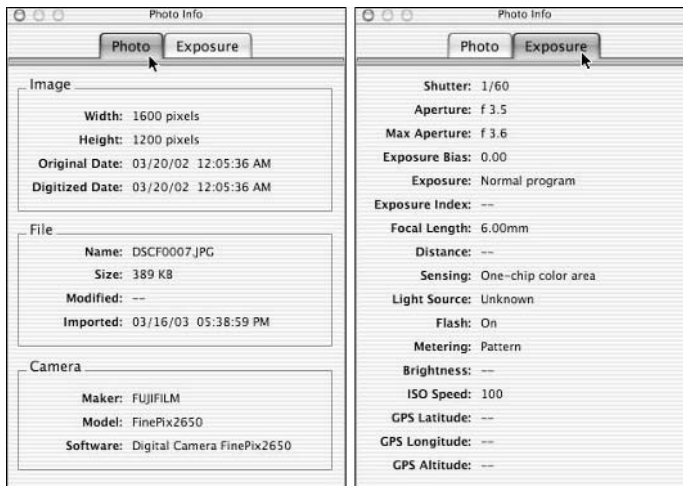 Photo Info
Photo Exposure
Image
Width: 1600 pixels
Height: 1200 pixels
Original Date: 03/20/02 12:05:36 AM
Digitized Date: 03/20/02 12:05:36 AM
File
Name: DSCF0007.JPG
Size: 389 KB
Modified: --
Imported: 03/16/03 05:38:59 PM
Camera
Maker: FUJIFILM
Model: FinePix2650
Software: Digital Camera FinePix2650
Photo Info
Photo Exposure
Shutter: 1/60
Aperture: f 3.5
Max Aperture: f 3.6
Exposure Bias: 0.00
Exposure: Normal program
Exposure Index: --
Focal Length: 6.00mm
Distance: --
Sensing: One-chip color area
Light Source: Unknown
Flash: On
Metering: Pattern
Brightness: --
ISO Speed: 100
GPS Latitude: --
GPS Longitude: --
GPS Altitude: --